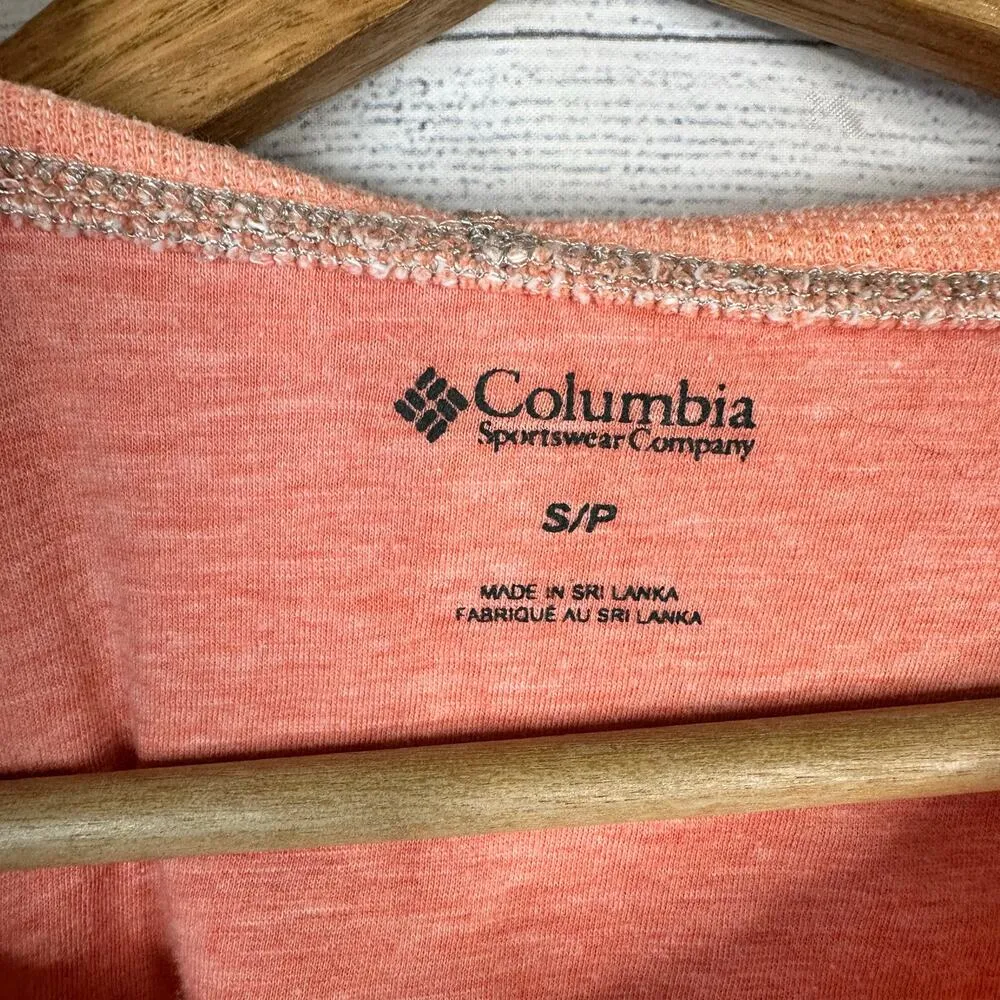 Columbia
Sportswear Company
S/P
MADE IN SRI LANKA
FABRIQUÉ AU SRI LANKA